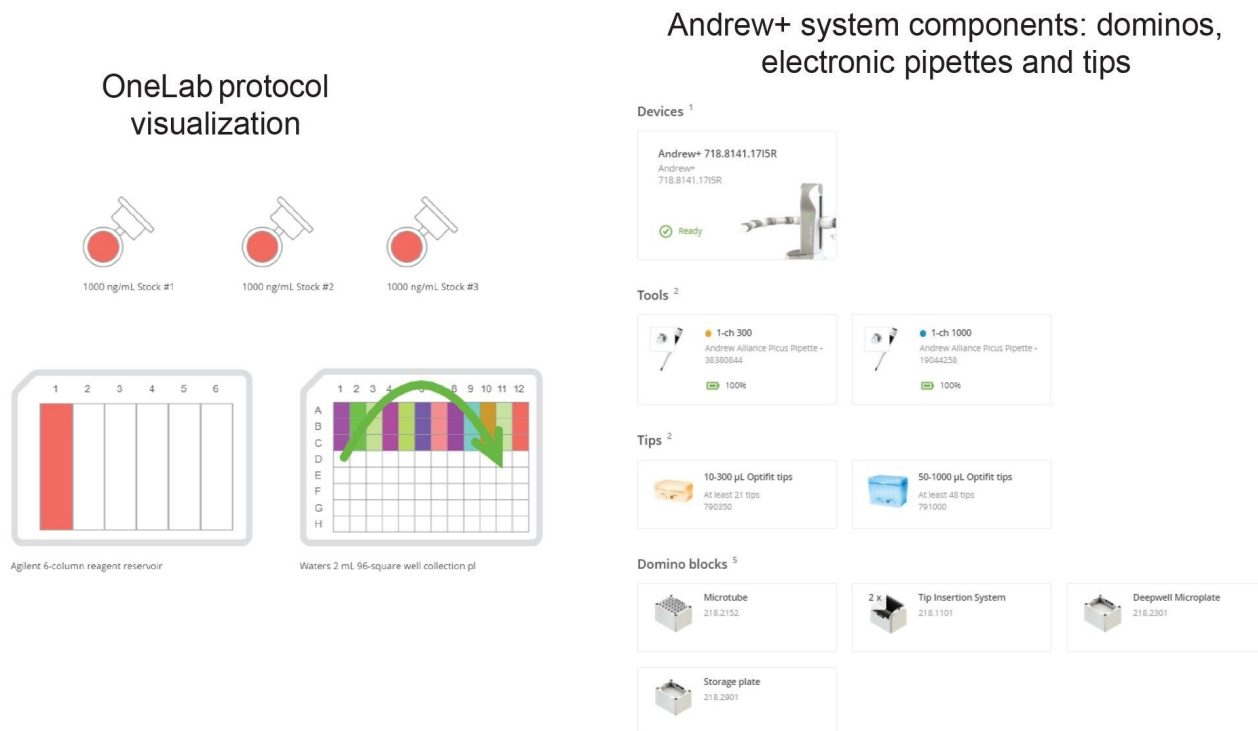 OneLab protocol
visualization
1000 ng/mL Stock #1
1000 ng/mL Stock #2
1000 ng/mL Stock #3
1 2 3 4 5 6
Agilent 6-column reagent reservoir
1 2 3 4 8 9 10 11 12
A
B
C
D
E
F
G
H
Waters 2 mL 96-square well collection pl
Andrew+ system components: dominos,
electronic pipettes and tips
Devices 1
Andrew+ 718.8141.17I5R
Andrew+
718.8141.17I5R
Ready
Tools 2
1-ch 300
Andrew Alliance Picus Pipette -
38380844
100%
1-ch 1000
Andrew Alliance Picus Pipette -
19044258
100%
Tips 2
10-300 µL Optifit tips
At least 21 tips
790350
50-1000 µL Optifit tips
At least 48 tips
791000
Domino blocks 5
Microtube
218.2152
2 x
Tip Insertion System
218.1101
Deepwell Microplate
218.2301
Storage plate
218.2901